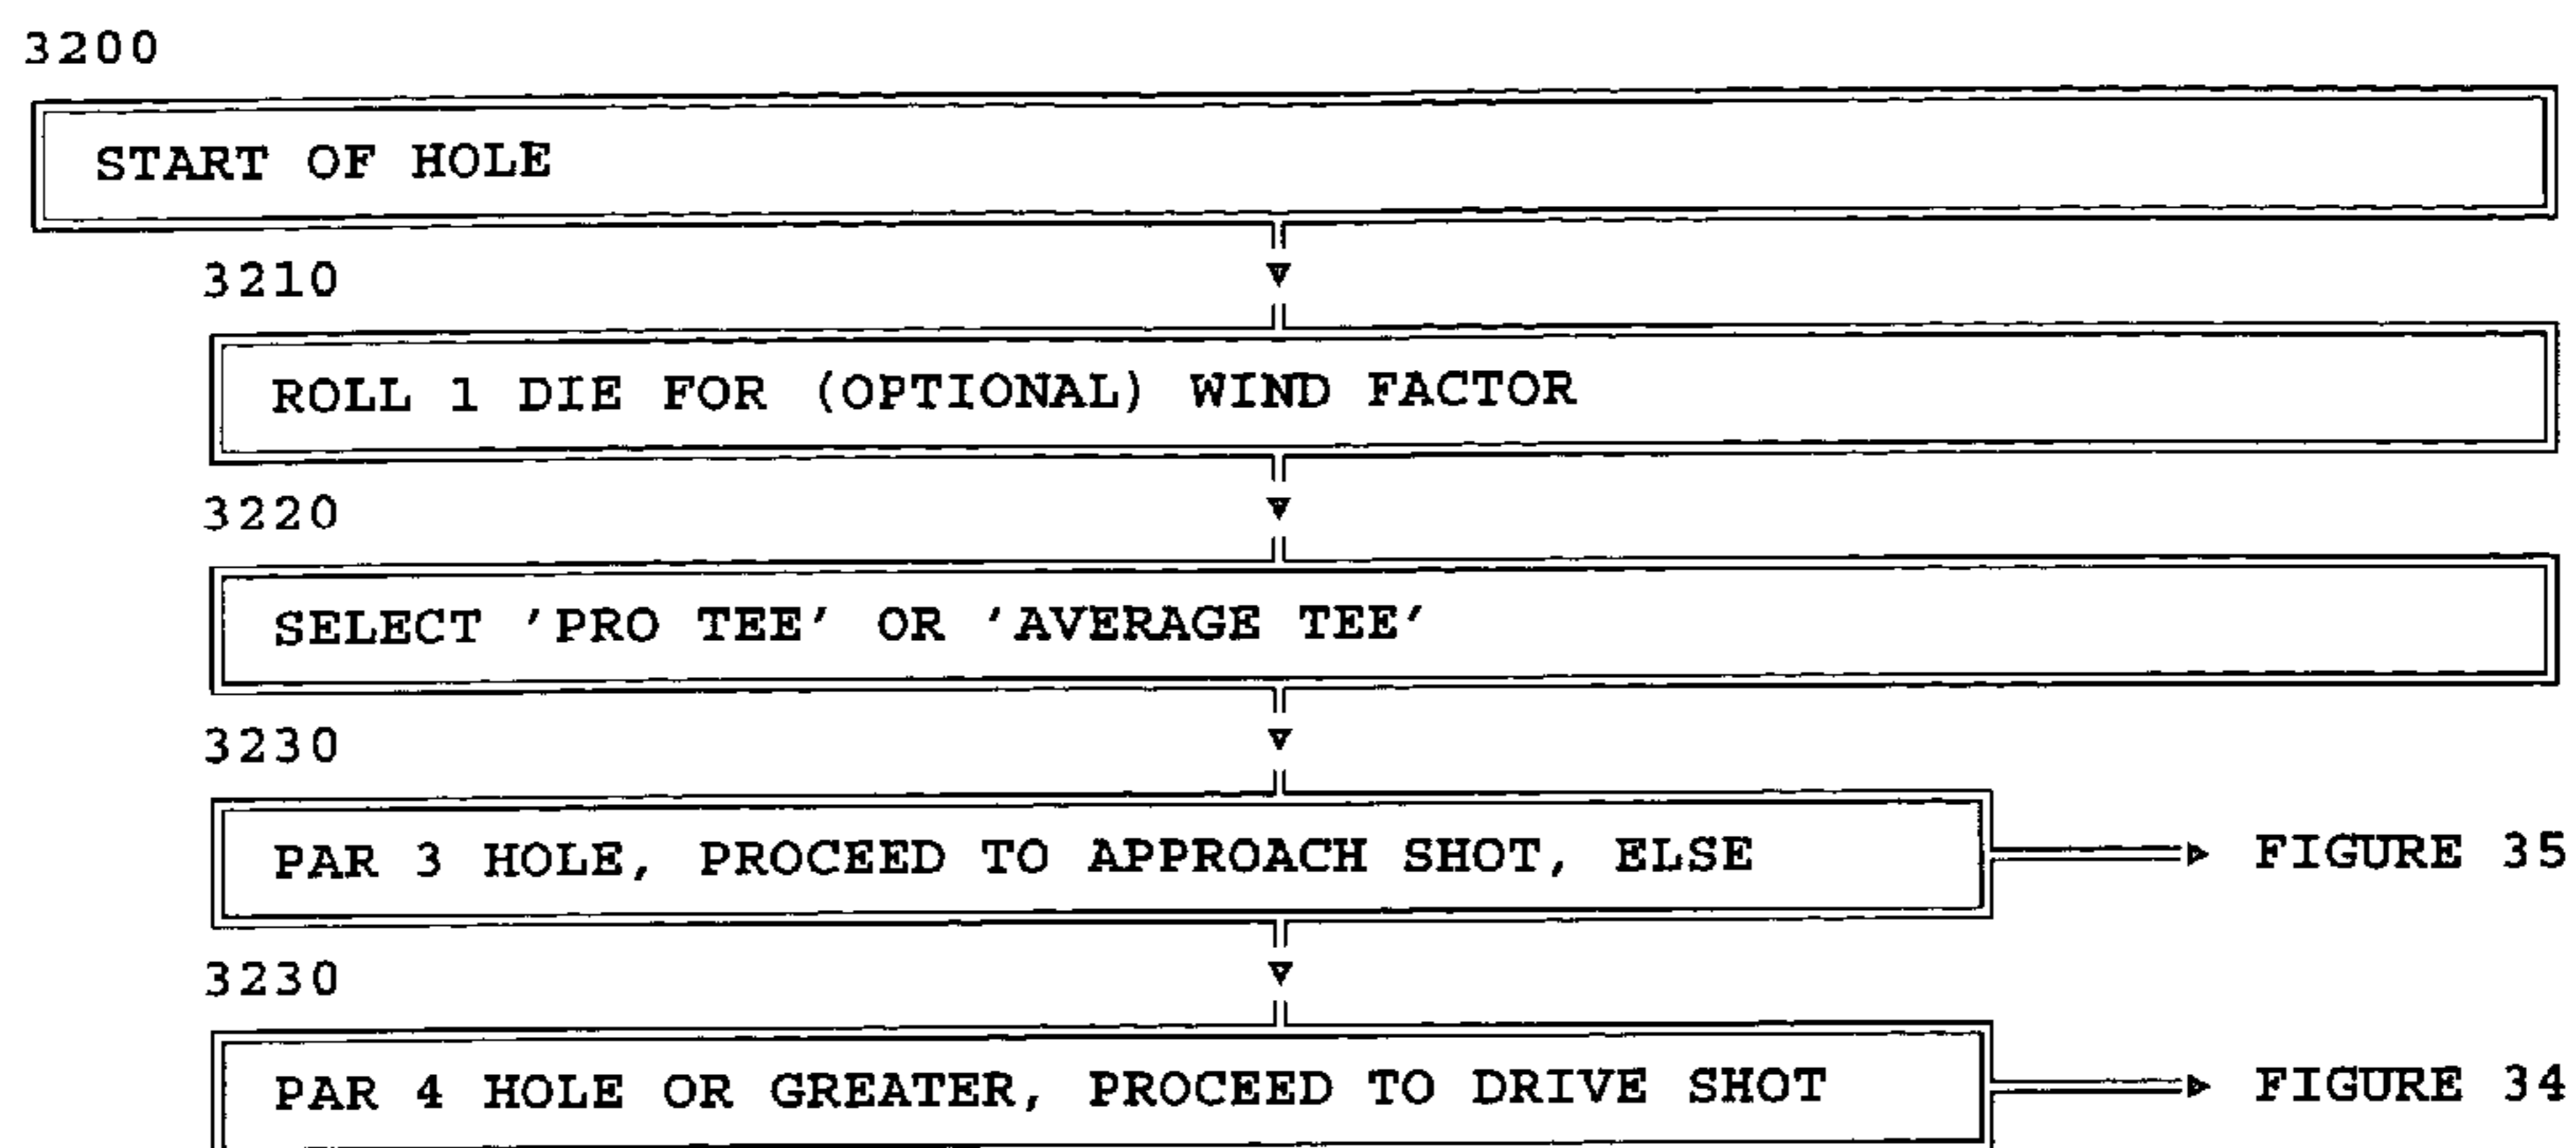 3200
START OF HOLE
3210
ROLL 1 DIE FOR (OPTIONAL) WIND FACTOR
3220
SELECT 'PRO TEE' OR 'AVERAGE TEE'
3230
PAR 3 HOLE, PROCEED TO APPROACH SHOT, ELSE FIGURE 35
3230
PAR 4 HOLE OR GREATER, PROCEED TO DRIVE SHOT FIGURE 34